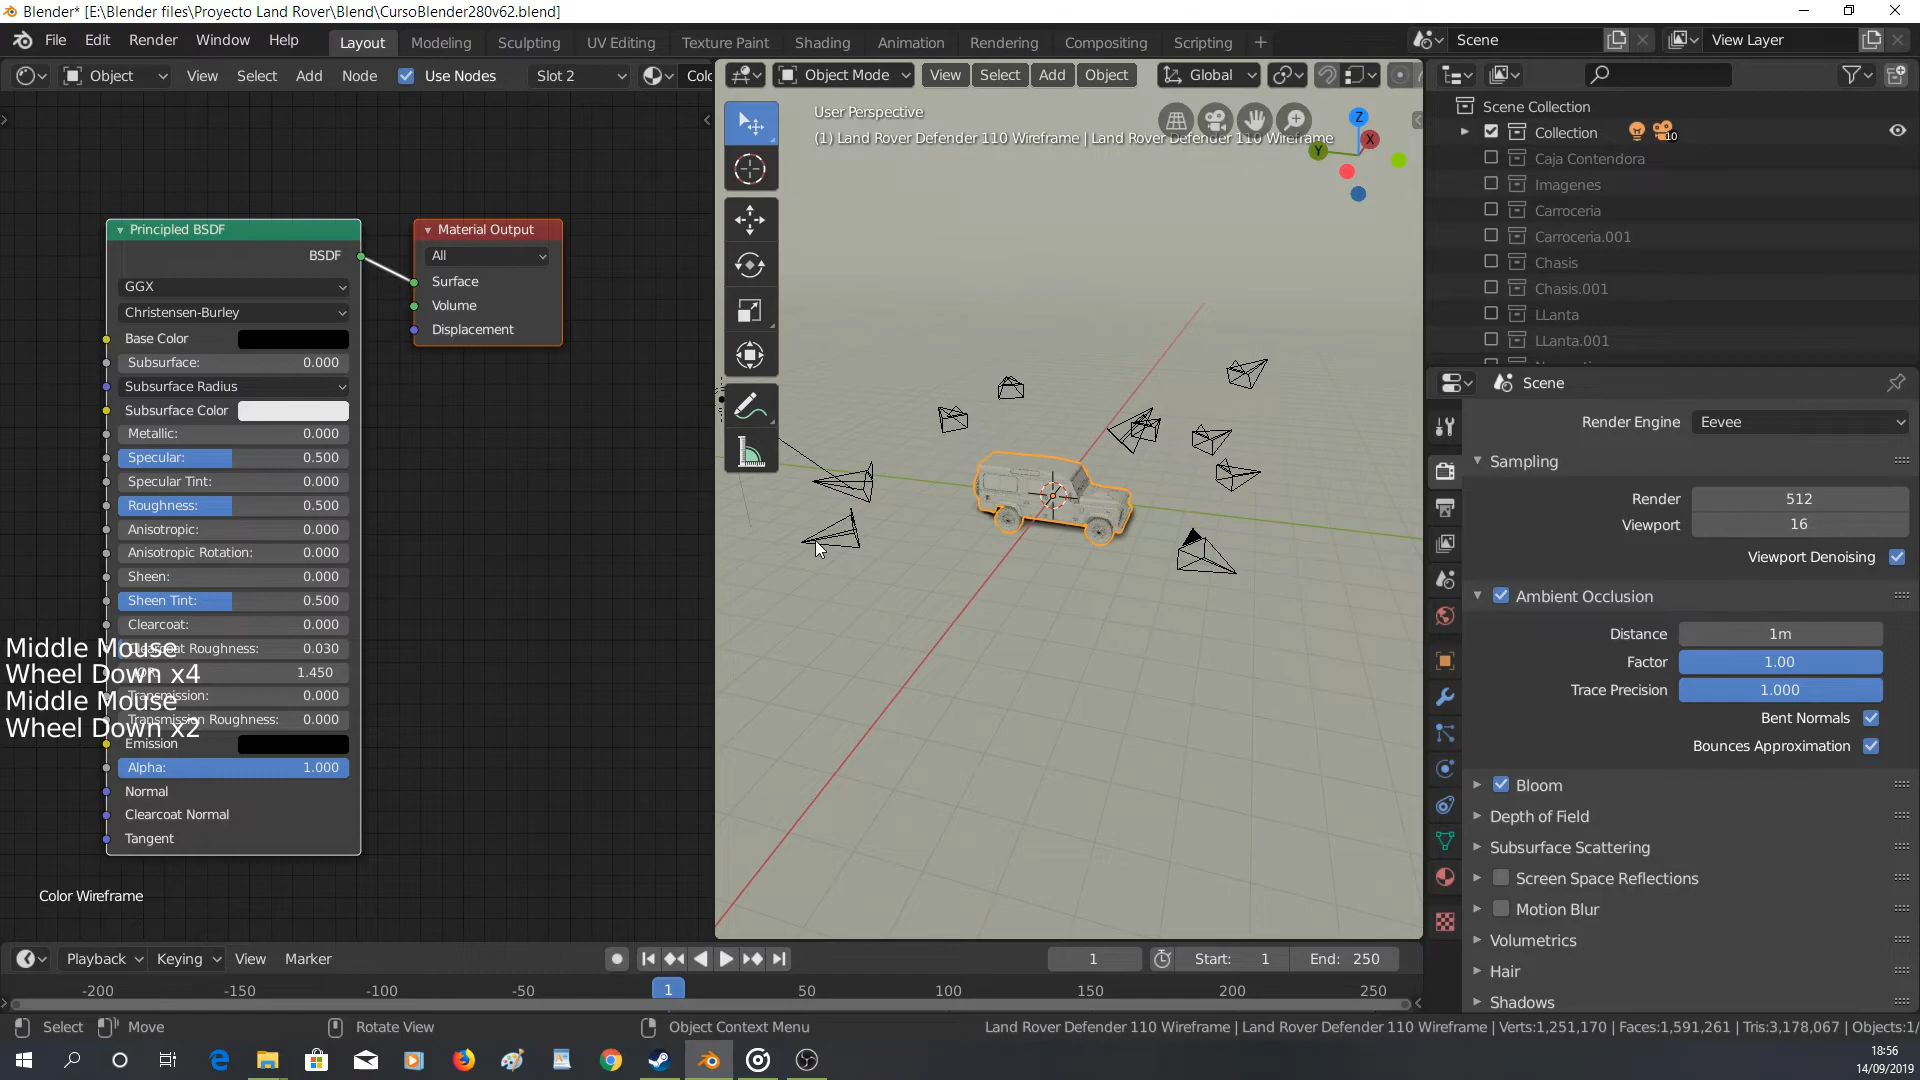 Blender* [E:\Blender files\Proyecto Land Rover\Blend\CursoBlender280v62.blend]
File Edit Render Window Help Layout Modeling Sculpting UV Editing Texture Paint Shading Animation Rendering Compositing Scripting + Scene View Layer
Object View Select Add Node Use Nodes Slot 2 Colo
Object Mode View Select Add Object Global
User Perspective
(1) Land Rover Defender 110 Wireframe | Land Rover Defender 110 Wireframe
Z
X
Y
Principled BSDF
BSDF
GGX
Christensen-Burley
Base Color
Subsurface: 0.000
Subsurface Radius
Subsurface Color
Metallic: 0.000
Specular: 0.500
Specular Tint: 0.000
Roughness: 0.500
Anisotropic: 0.000
Anisotropic Rotation: 0.000
Sheen: 0.000
Sheen Tint: 0.500
Clearcoat: 0.000
Clearcoat Roughness: 0.030
1.450
Transmission: 0.000
Transmission Roughness: 0.000
Emission
Alpha: 1.000
Normal
Clearcoat Normal
Tangent
Material Output
All
Surface
Volume
Displacement
Middle Mouse
Wheel Down x4
Middle Mouse
Wheel Down x2
Color Wireframe
Scene Collection
Collection 10
Caja Contendora
Imagenes
Carroceria
Carroceria.001
Chasis
Chasis.001
LLanta
LLanta.001
Scene
Render Engine Eevee
Sampling
Render 512
Viewport 16
Viewport Denoising
Ambient Occlusion
Distance 1m
Factor 1.00
Trace Precision 1.000
Bent Normals
Bounces Approximation
Bloom
Depth of Field
Subsurface Scattering
Screen Space Reflections
Motion Blur
Volumetrics
Hair
Shadows
Playback Keying View Marker 1 Start: 1 End: 250
-200 -150 -100 -50 1 50 100 150 200 250
Select Move Rotate View Object Context Menu Land Rover Defender 110 Wireframe | Land Rover Defender 110 Wireframe | Verts:1,251,170 | Faces:1,591,261 | Tris:3,178,067 | Objects:1/
18:56
14/09/2019